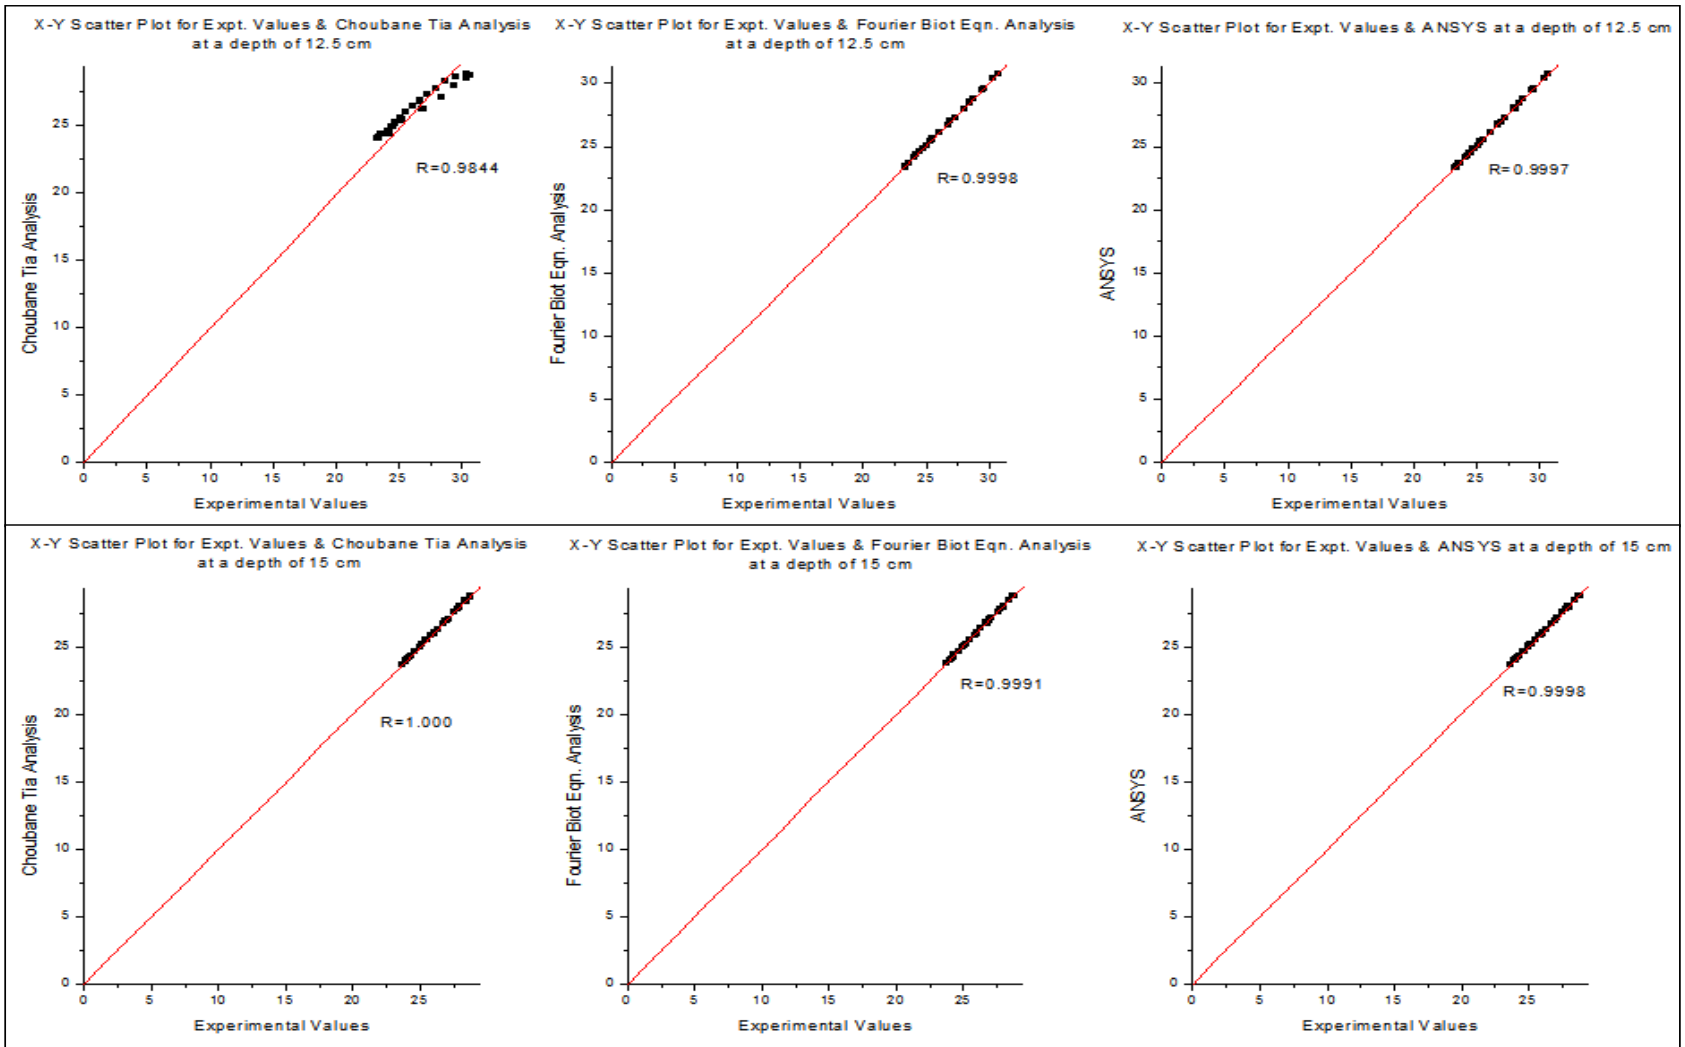 X-Y Scatter Plot for Expt. Values & Choubane Tia Analysis
at a depth of 12.5 cm
25
20
15
10
5
0
0 5 10 15 20 25 30
Choubane Tia Analysis
Experimental Values
R=0.9844
X-Y Scatter Plot for Expt. Values & Fourier Biot Eqn. Analysis
at a depth of 12.5 cm
30
25
20
15
10
5
0
0 5 10 15 20 25 30
Fourier Biot Eqn. Analysis
Experimental Values
R=0.9998
X-Y Scatter Plot for Expt. Values & ANSYS at a depth of 12.5 cm
30
25
20
15
10
5
0
0 5 10 15 20 25 30
ANSYS
Experimental Values
R=0.9997
X-Y Scatter Plot for Expt. Values & Choubane Tia Analysis
at a depth of 15 cm
25
20
15
10
5
0
0 5 10 15 20 25
Choubane Tia Analysis
Experimental Values
R=1.000
X-Y Scatter Plot for Expt. Values & Fourier Biot Eqn. Analysis
at a depth of 15 cm
25
20
15
10
5
0
0 5 10 15 20 25
Fourier Biot Eqn. Analysis
Experimental Values
R=0.9991
X-Y Scatter Plot for Expt. Values & ANSYS at a depth of 15 cm
25
20
15
10
5
0
0 5 10 15 20 25
ANSYS
Experimental Values
R=0.9998